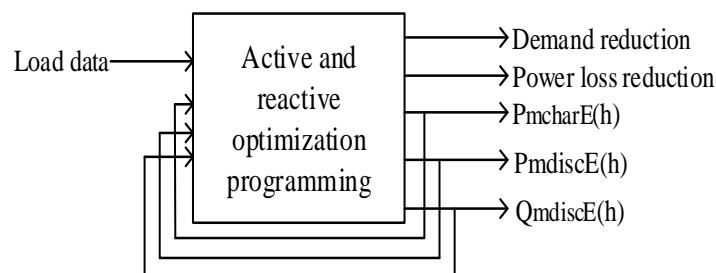 Load data
Active and
reactive
optimization
programming
Demand reduction
Power loss reduction
PmcharE(h)
PmdiscE(h)
QmdiscE(h)